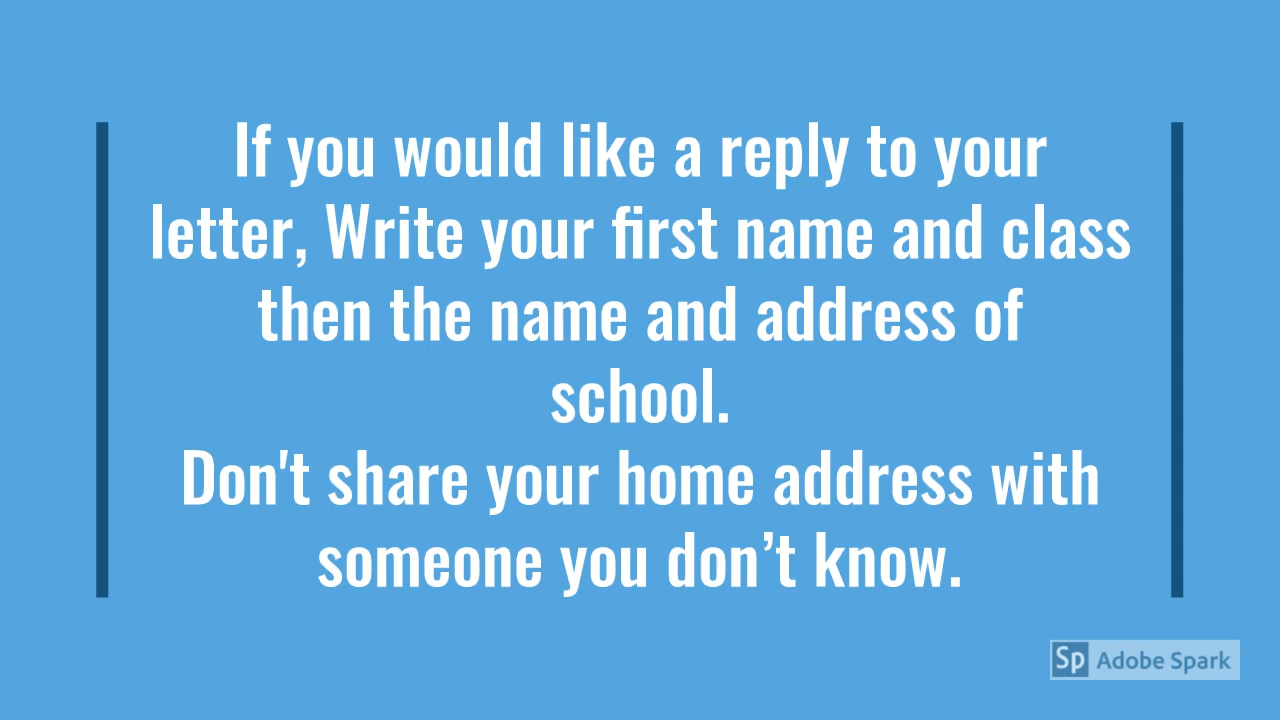 If you would like a reply to your
letter, Write your first name and class
then the name and address of
school.
Don't share your home address with
someone you don’t know.
Sp Adobe Spark